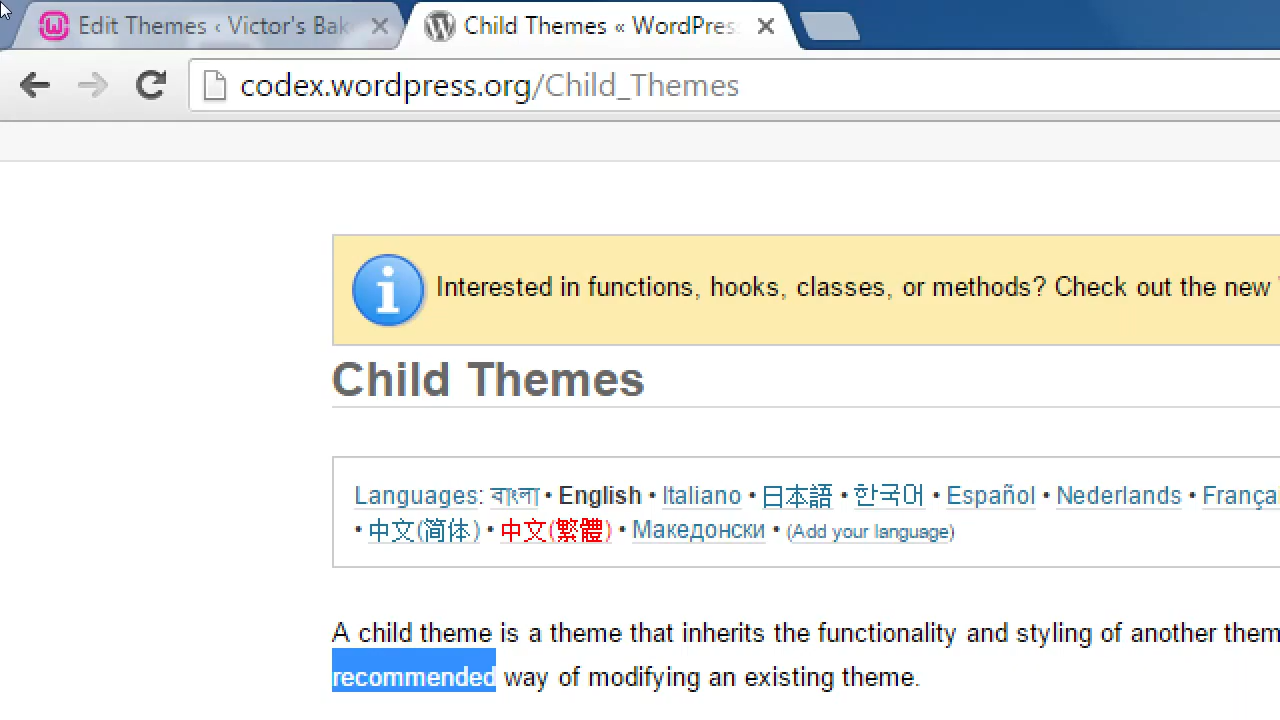 Edit Themes ‹ Victor's Bak
Child Themes « WordPres
codex.wordpress.org/Child_Themes
Interested in functions, hooks, classes, or methods? Check out the new
Child Themes
Languages: বাংলা • English • Italiano • 日本語 • 한국어 • Español • Nederlands • Françai
• 中文(简体) • 中文(繁體) • Македонски • (Add your language)
A child theme is a theme that inherits the functionality and styling of another them
recommended way of modifying an existing theme.